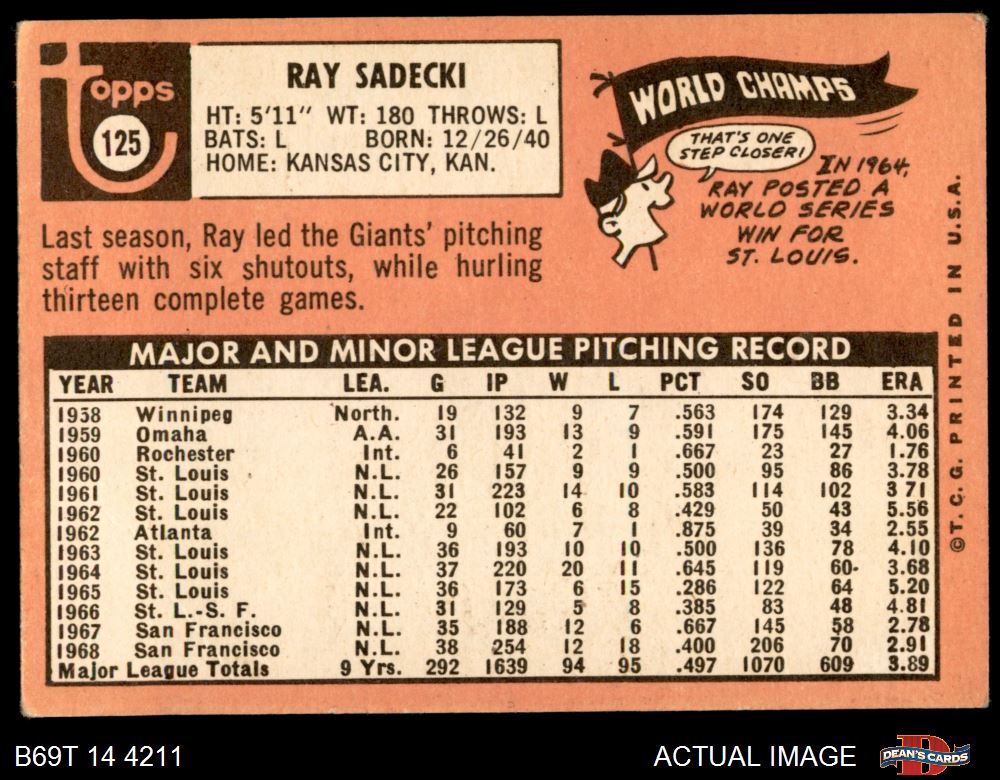 topps
125
RAY SADECKI
HT: 5'11" WT: 180 THROWS: L
BATS: L BORN: 12/26/40
HOME: KANSAS CITY, KAN.
WORLD CHAMPS
THAT'S ONE
STEP CLOSER!
IN 1964,
RAY POSTED A
WORLD SERIES
WIN FOR
ST. LOUIS.
Last season, Ray led the Giants' pitching
staff with six shutouts, while hurling
thirteen complete games.
MAJOR AND MINOR LEAGUE PITCHING RECORD
YEAR TEAM LEA. G IP W L PCT SO BB ERA
1958 Winnipeg North. 19 132 9 7 .563 174 129 3.34
1959 Omaha A.A. 31 193 13 9 .591 175 145 4.06
1960 Rochester Int. 6 41 2 1 .667 23 27 1.76
1960 St. Louis N.L. 26 157 9 9 .500 95 86 3.78
1961 St. Louis N.L. 31 223 14 10 .583 114 102 3 71
1962 St. Louis N.L. 22 102 6 8 .429 50 43 5.56
1962 Atlanta Int. 9 60 7 1 .875 39 34 2.55
1963 St. Louis N.L. 36 193 10 10 .500 136 78 4.10
1964 St. Louis N.L. 37 220 20 11 .645 119 60 3.68
1965 St. Louis N.L. 36 173 6 15 .286 122 64 5.20
1966 St. L.-S. F. N.L. 31 129 5 8 .385 83 48 4.81
1967 San Francisco N.L. 35 188 12 6 .667 145 58 2.78
1968 San Francisco N.L. 38 254 12 18 .400 206 70 2.91
Major League Totals 9 Yrs. 292 1639 94 95 .497 1070 609 3.89
©T.C.G. PRINTED IN U.S.A.
B69T 14 4211
ACTUAL IMAGE
DEAN'S CARDS